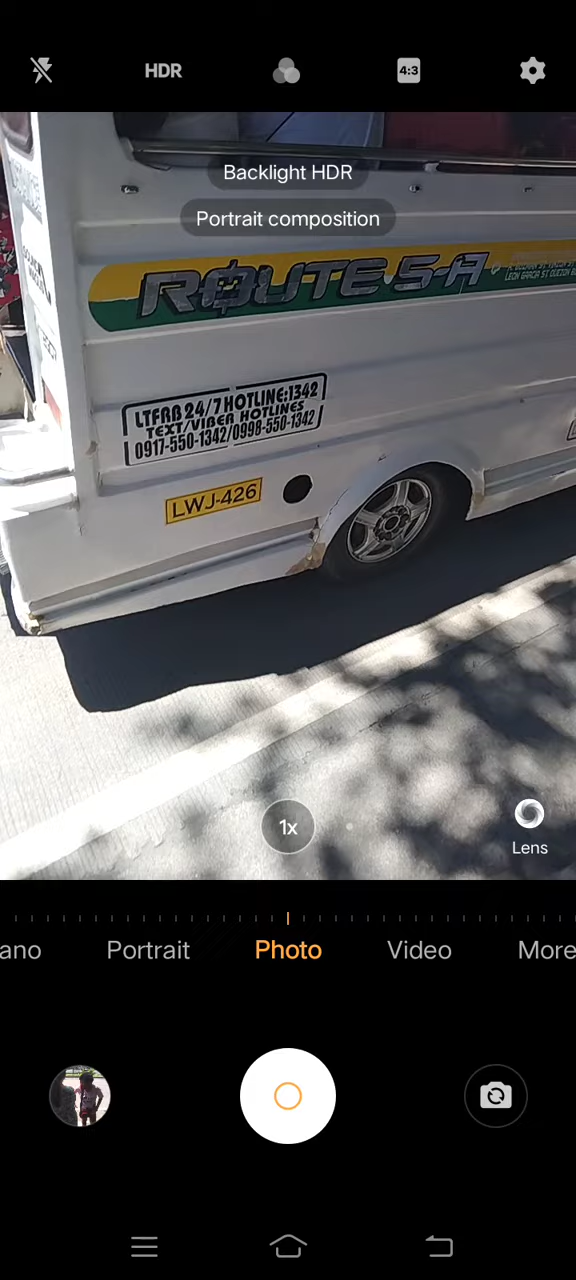 HDR
4:3
Backlight HDR
Portrait composition
ROUTE 5-A
LTFRB 24/7 HOTLINE:1342
TEXT/VIBER HOTLINES
0917-550-1342/0998-550-1342
LWJ-426
1x
Lens
ano Portrait Photo Video More